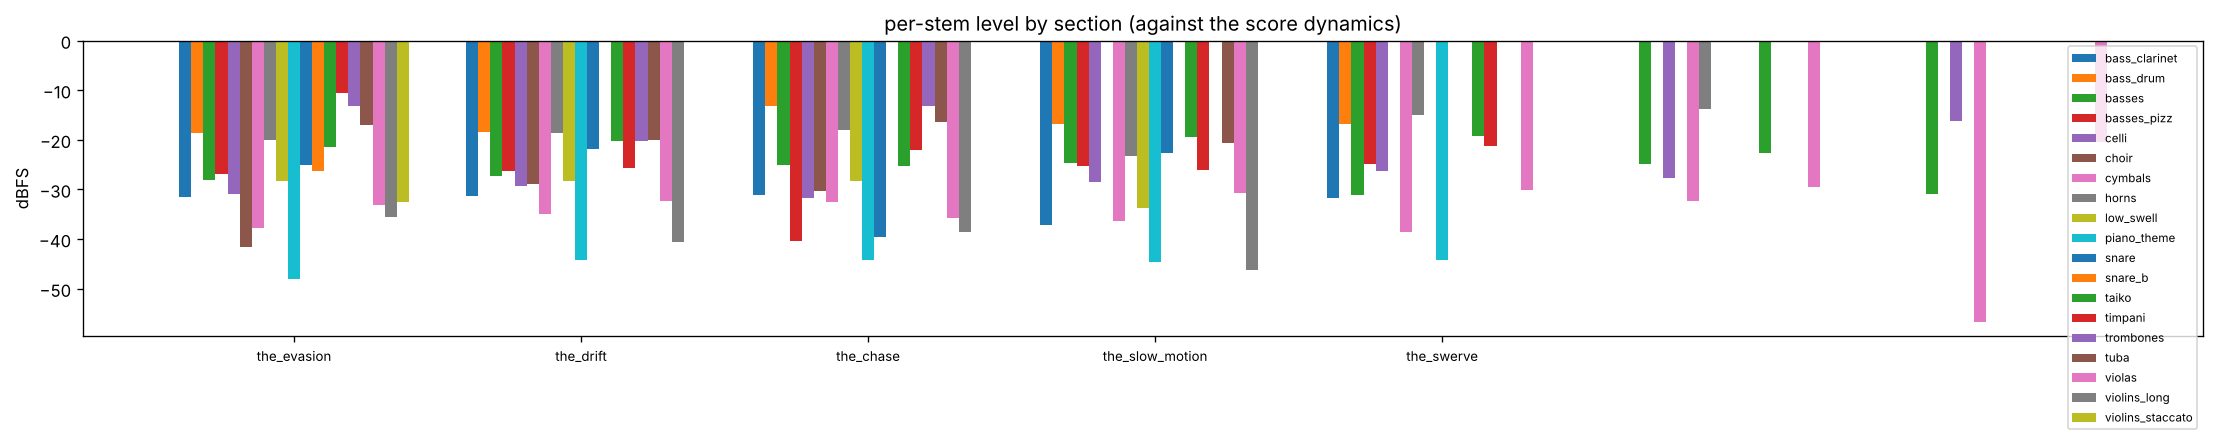 per-stem level by section (against the score dynamics)
dBFS
0
−10
−20
−30
−40
−50
the_evasion
the_drift
the_chase
the_slow_motion
the_swerve
bass_clarinet
bass_drum
basses
basses_pizz
celli
choir
cymbals
horns
low_swell
piano_theme
snare
snare_b
taiko
timpani
trombones
tuba
violas
violins_long
violins_staccato